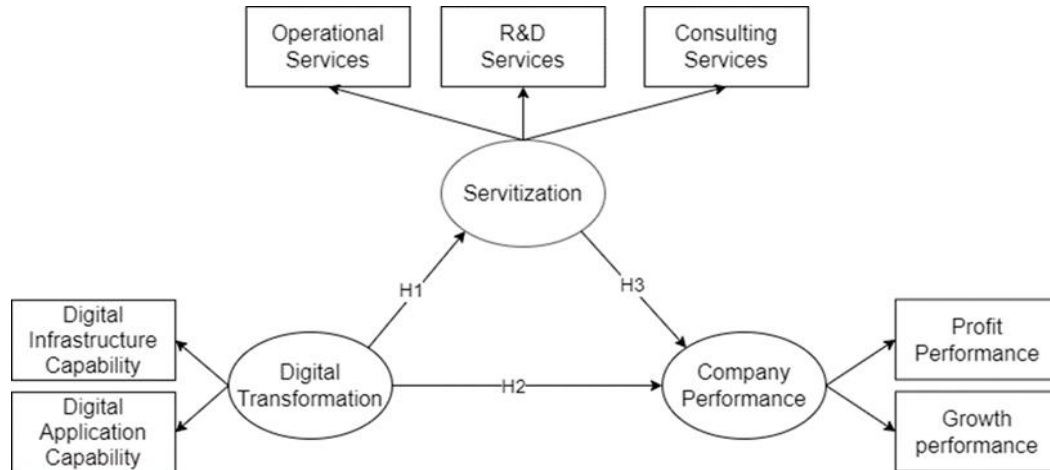 Operational
Services
R&D
Services
Consulting
Services
Servitization
H1
H3
Digital
Infrastructure
Capability
Digital
Application
Capability
Digital
Transformation
H2
Company
Performance
Profit
Performance
Growth
performance